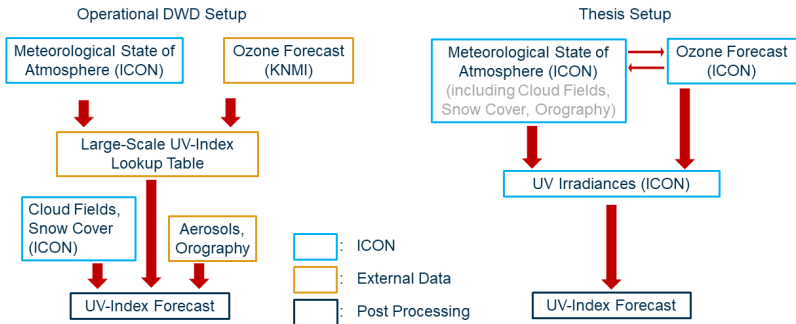 Operational DWD Setup
Meteorological State of
Atmosphere (ICON)
Ozone Forecast
(KNMI)
Large-Scale UV-Index
Lookup Table
Cloud Fields,
Snow Cover
(ICON)
Aerosols,
Orography
UV-Index Forecast
: ICON
: External Data
: Post Processing
Thesis Setup
Meteorological State of
Atmosphere (ICON)
(including Cloud Fields,
Snow Cover, Orography)
Ozone Forecast
(ICON)
UV Irradiances (ICON)
UV-Index Forecast